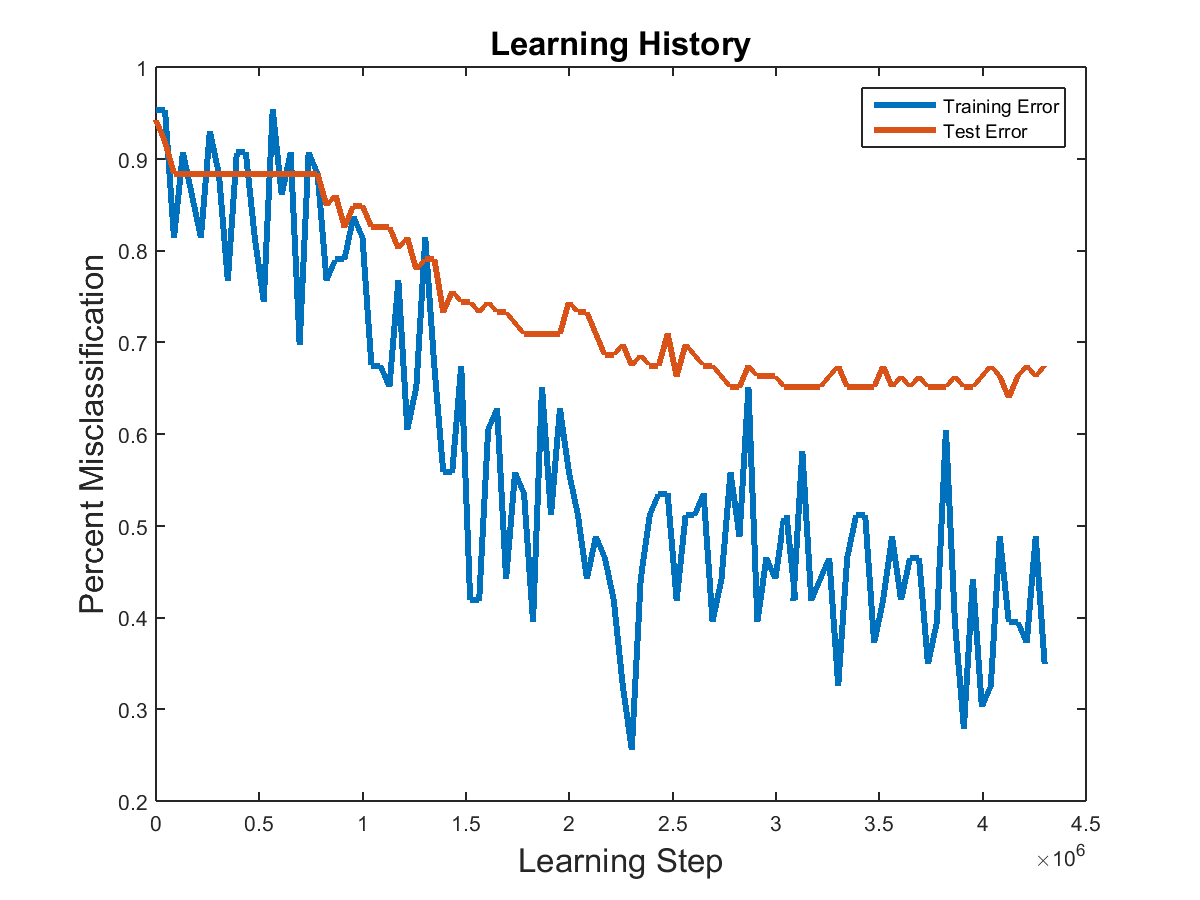 Learning History
Training Error
Test Error
Percent Misclassification
1
0.9
0.8
0.7
0.6
0.5
0.4
0.3
0.2
0 0.5 1 1.5 2 2.5 3 3.5 4 4.5
×10⁶
Learning Step